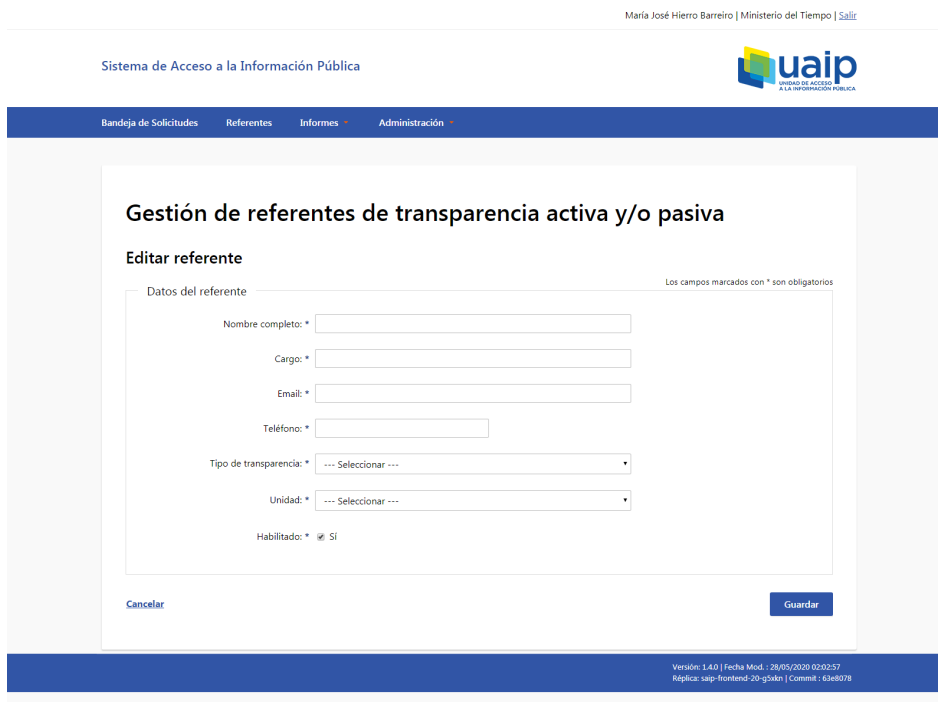 María José Hierro Barreiro | Ministerio del Tiempo | Salir
Sistema de Acceso a la Información Pública
uaip
UNIDAD DE ACCESO
A LA INFORMACIÓN PÚBLICA
Bandeja de Solicitudes Referentes Informes Administración
Gestión de referentes de transparencia activa y/o pasiva
Editar referente
Los campos marcados con * son obligatorios
Datos del referente
Nombre completo: *
Cargo: *
Email: *
Teléfono: *
Tipo de transparencia: * --- Seleccionar ---
Unidad: * --- Seleccionar ---
Habilitado: * Sí
Cancelar Guardar
Versión: 1.4.0 | Fecha Mod. : 28/05/2020 02:02:57
Réplica: saip-frontend-20-g5xkn | Commit : 63e8078